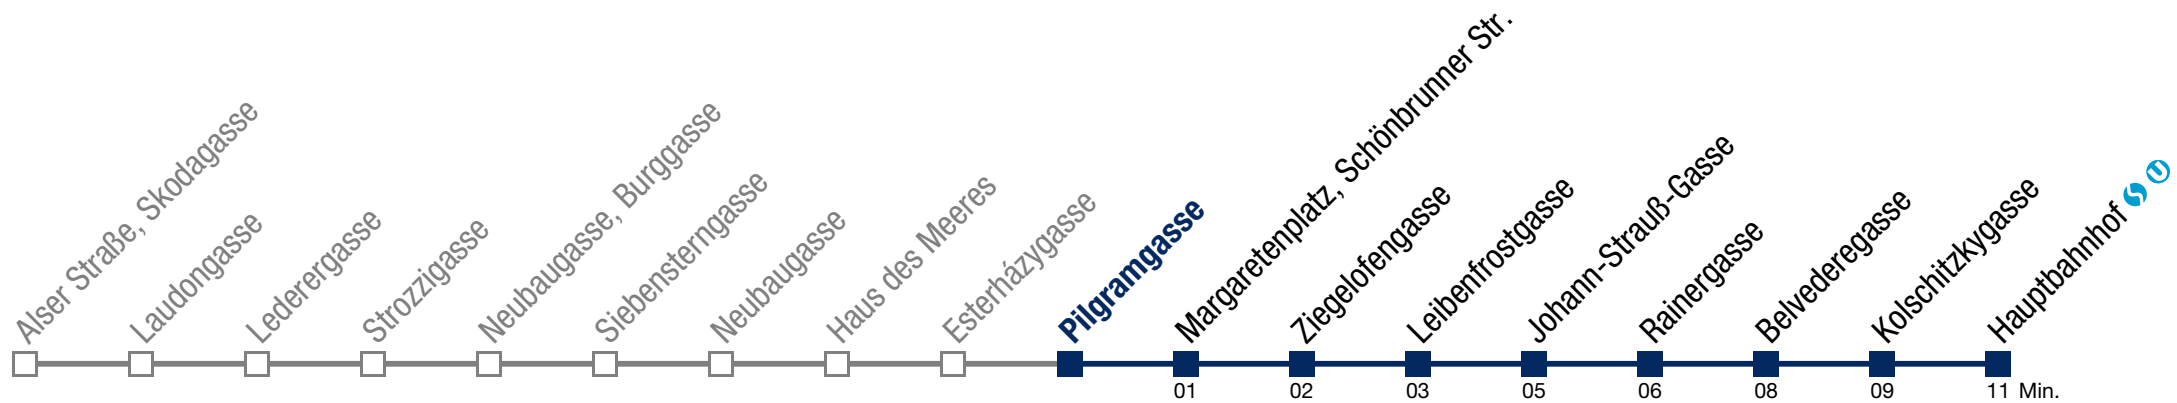 Alser Straße, Skodagasse
Laudongasse
Lederergasse
Strozzigasse
Neubaugasse, Burggasse
Siebensterngasse
Neubaugasse
Haus des Meeres
Esterházygasse
Pilgramgasse
Margaretenplatz, Schönbrunner Str.
Ziegelofengasse
Leibenfrostgasse
Johann-Strauß-Gasse
Rainergasse
Belvederegasse
Kolschitzkygasse
Hauptbahnhof S U
01 02 03 05 06 08 09 11 Min.